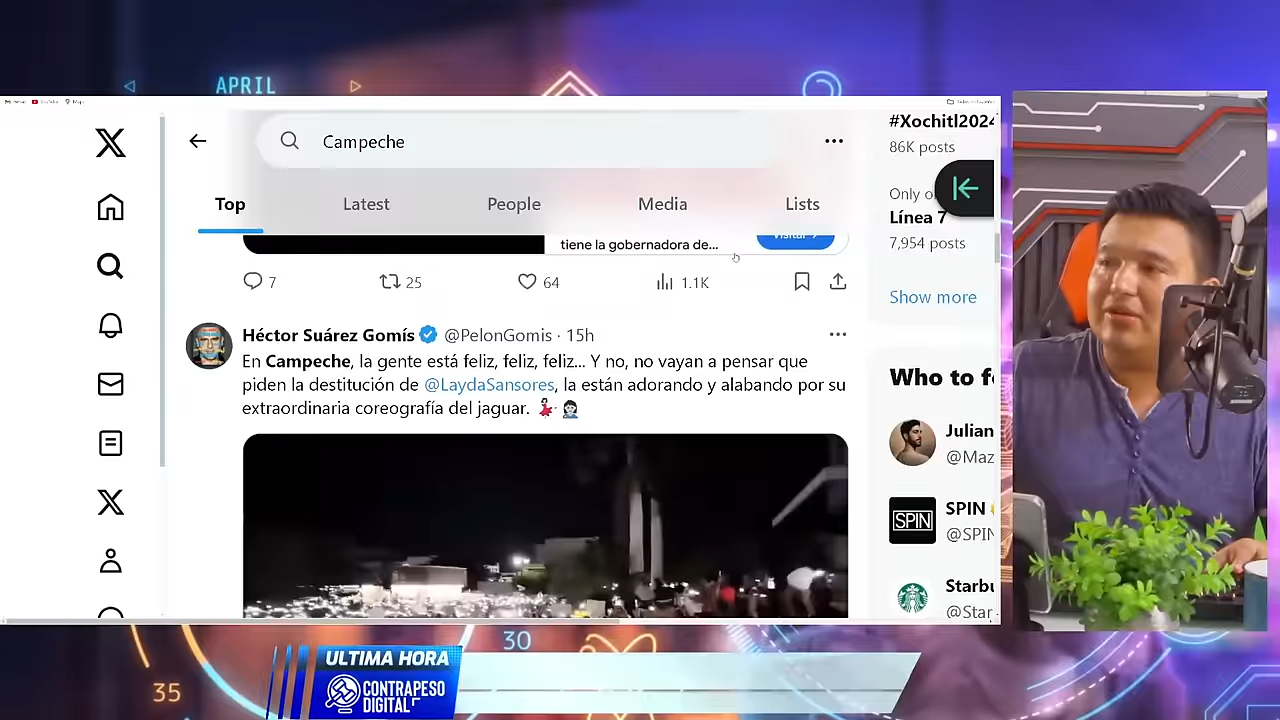 APRIL
Campeche
Top
Latest
People
Media
Lists
tiene la gobernadora de...
Visitar
7
25
64
1.1K
Héctor Suárez Gomís @PelonGomis · 15h
En Campeche, la gente está feliz, feliz, feliz... Y no, no vayan a pensar que
piden la destitución de @LaydaSansores, la están adorando y alabando por su
extraordinaria coreografía del jaguar.
#Xochitl2024
86K posts
Only o
Línea 7
7,954 posts
Show more
Who to f
Julian
@Maz
SPIN
SPIN
@SPIN
Starbu
@Star
30
35
ULTIMA HORA
CONTRAPESO
DIGITAL